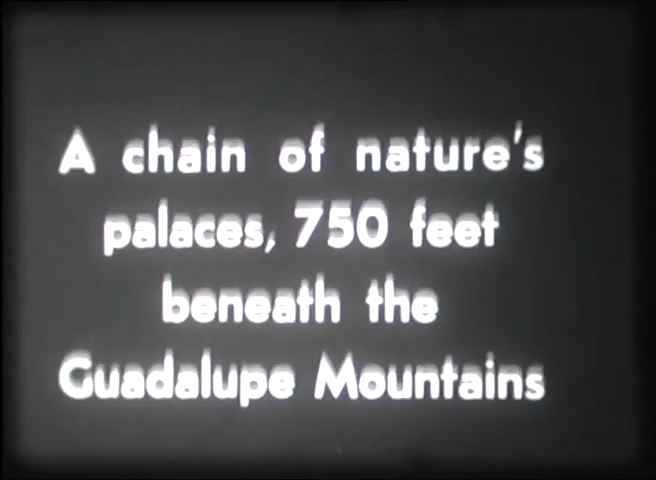 A chain of nature's
palaces, 750 feet
beneath the
Guadalupe Mountains